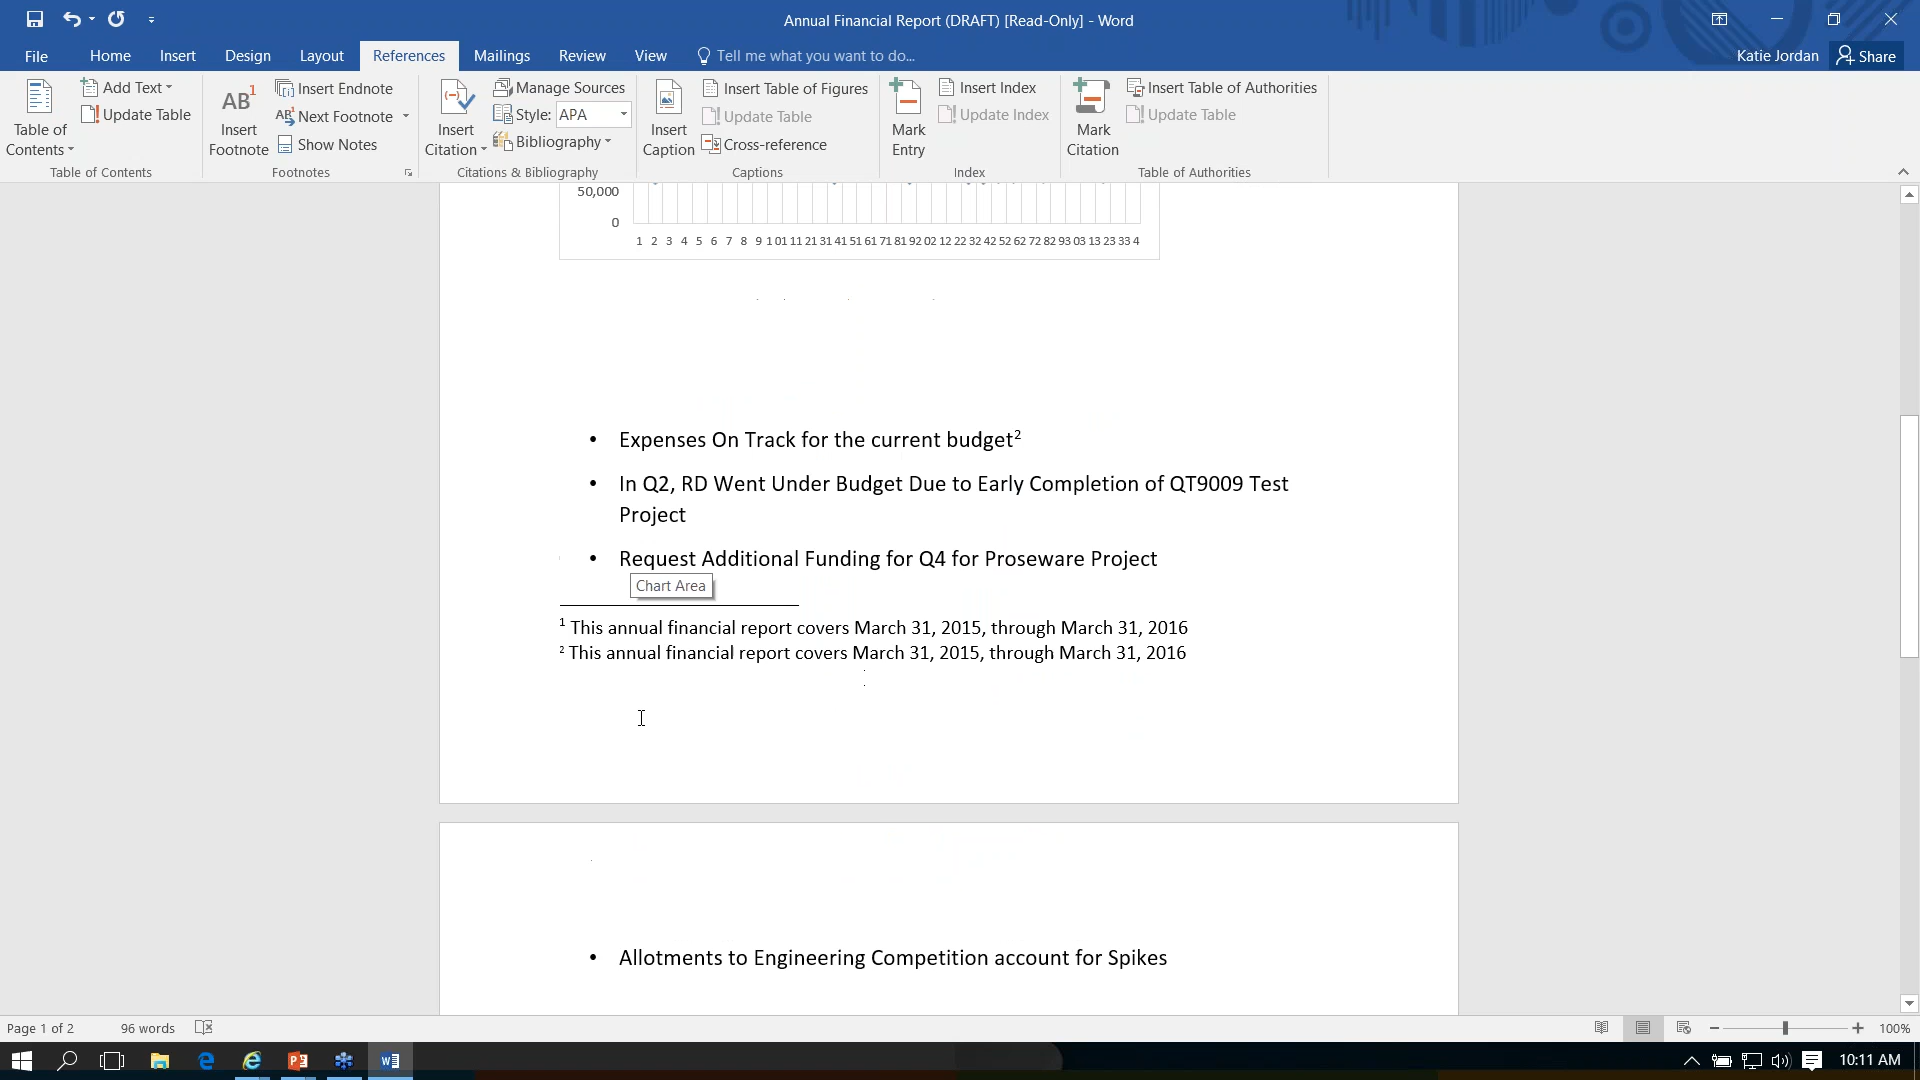 Annual Financial Report (DRAFT) [Read-Only] - Word
File Home Insert Design Layout References Mailings Review View Tell me what you want to do... Katie Jordan Share
Table of Contents
Add Text
Update Table
Table of Contents
AB1 Insert Footnote
Insert Endnote
AB1 Next Footnote
Show Notes
Footnotes
Insert Citation
Manage Sources
Style: APA
Bibliography
Citations & Bibliography
Insert Caption
Insert Table of Figures
Update Table
Cross-reference
Captions
Mark Entry
Insert Index
Update Index
Index
Mark Citation
Insert Table of Authorities
Update Table
Table of Authorities
50,000
0
1 2 3 4 5 6 7 8 9 1 01 11 21 31 41 51 61 71 81 92 02 12 22 32 42 52 62 72 82 93 03 13 23 33 4
• Expenses On Track for the current budget2
• In Q2, RD Went Under Budget Due to Early Completion of QT9009 Test
Project
• Request Additional Funding for Q4 for Proseware Project
Chart Area
1 This annual financial report covers March 31, 2015, through March 31, 2016
2 This annual financial report covers March 31, 2015, through March 31, 2016
• Allotments to Engineering Competition account for Spikes
Page 1 of 2 96 words 100%
10:11 AM